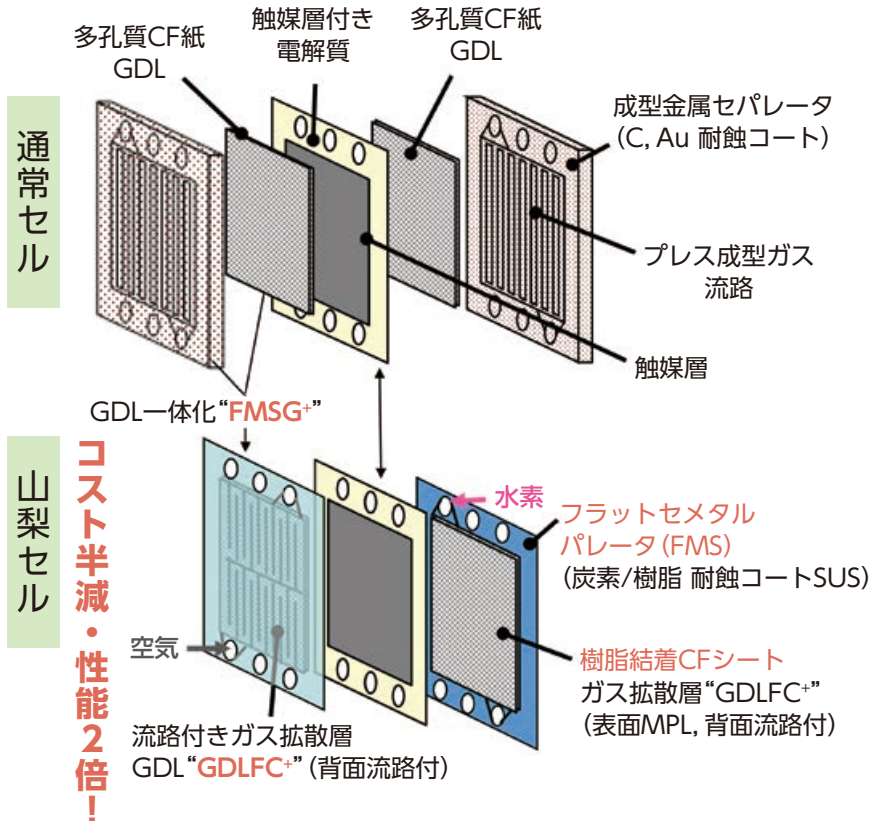 多孔質CF紙
GDL
触媒層付き
電解質
多孔質CF紙
GDL
通常セル
成型金属セパレータ
（C, Au 耐蝕コート）
プレス成型ガス
流路
触媒層
GDL一体化“FMSG⁺”
山梨セル
コスト半減・性能2倍！
水素
フラットセメタル
パレータ（FMS）
（炭素/樹脂 耐蝕コートSUS）
空気
樹脂結着CFシート
ガス拡散層“GDLFC⁺”
（表面MPL, 背面流路付）
流路付きガス拡散層
GDL“GDLFC⁺”（背面流路付）